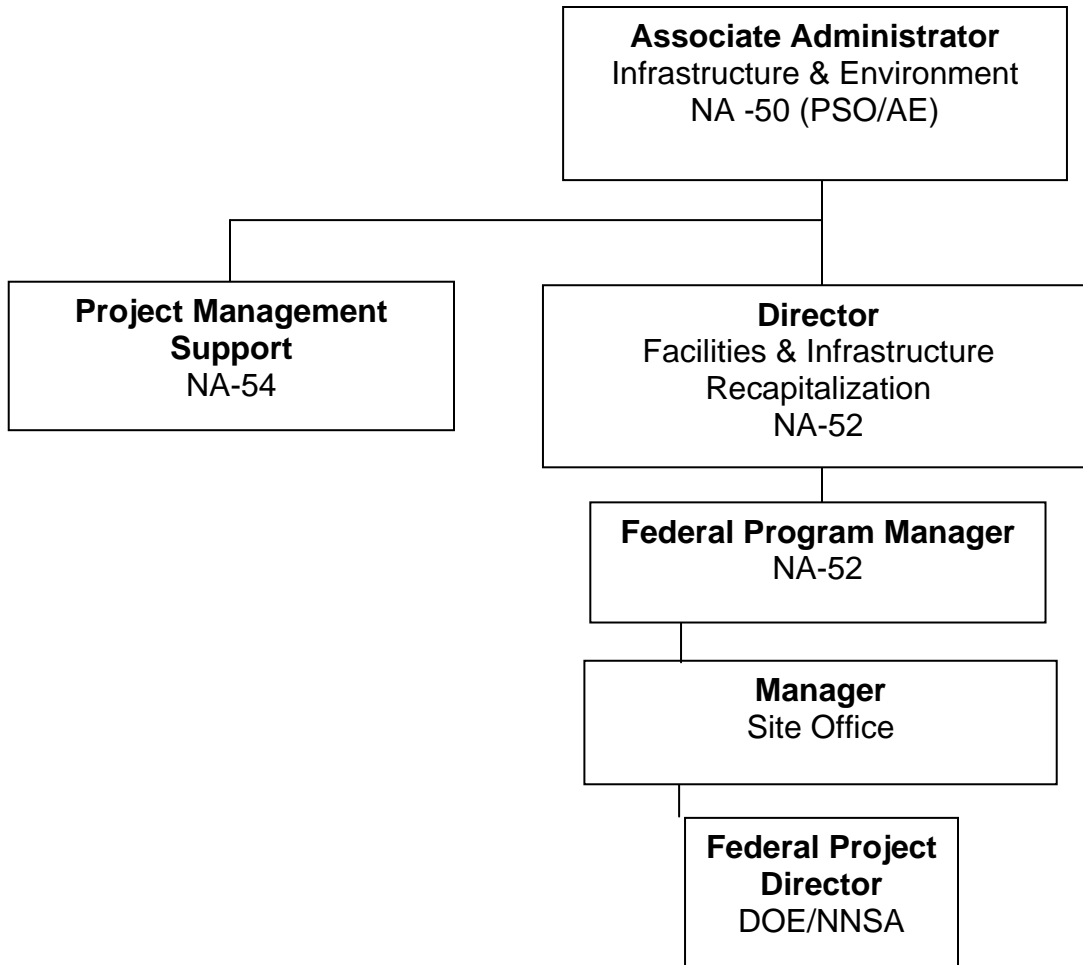 Associate Administrator
Infrastructure & Environment
NA -50 (PSO/AE)
Project Management
Support
NA-54
Director
Facilities & Infrastructure
Recapitalization
NA-52
Federal Program Manager
NA-52
Manager
Site Office
Federal Project
Director
DOE/NNSA